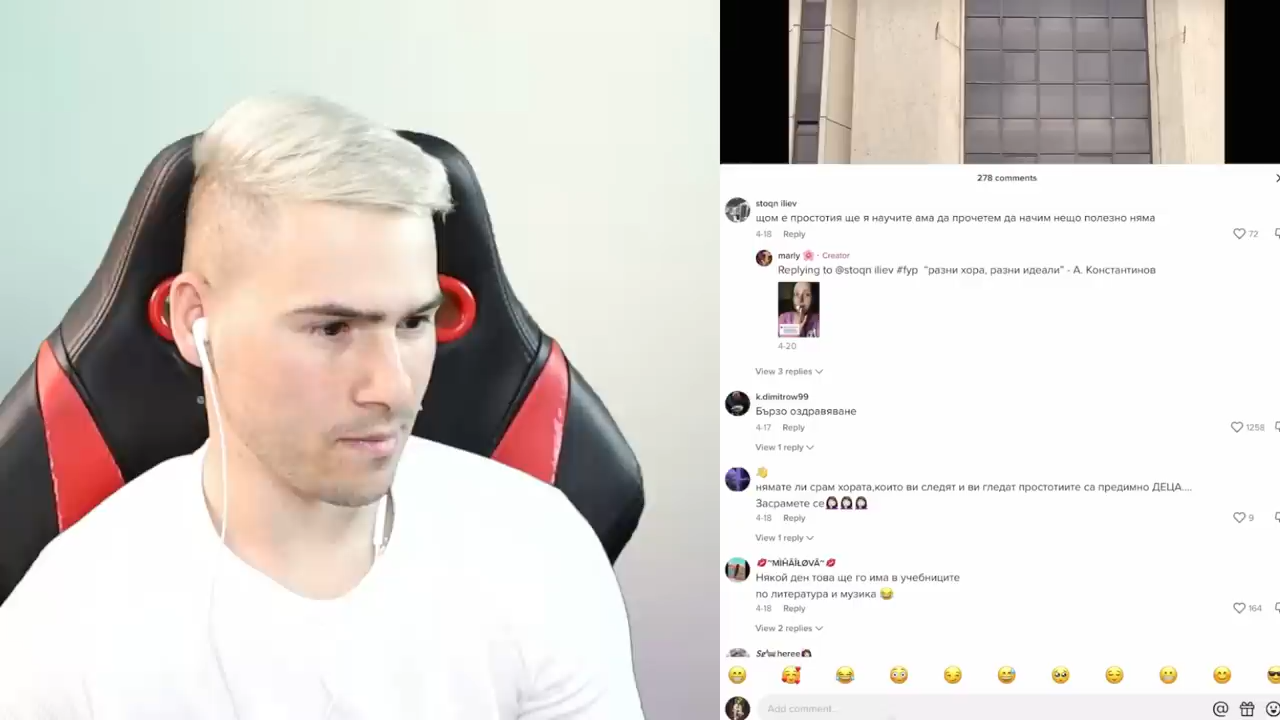 278 comments
stoqn iliev
щом е простотия ще я научите ама да прочетем да начим нещо полезно няма
4-18 Reply
72
marly 🌸 · Creator
Replying to @stoqn iliev #fyp “разни хора, разни идеали” - А. Константинов
4-20
View 3 replies
k.dimitrow99
Бързо оздравяване
4-17 Reply
1258
View 1 reply
👋
нямате ли срам хората,които ви следят и ви гледат простотиите са предимно ДЕЦА....
Засрамете се🤦🏻‍♀️🤦🏻‍♀️🤦🏻‍♀️
4-18 Reply
9
View 1 reply
💋~MÌĤÃÌŁØVÃ~💋
Някой ден това ще го има в учебниците
по литература и музика 😂
4-18 Reply
164
View 2 replies
Add comment...